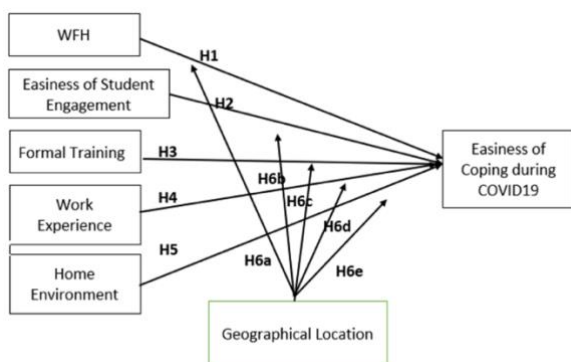 WFH
H1
Easiness of Student
Engagement
H2
Formal Training
H3
Easiness of
Coping during
COVID19
H6b
H4
H6c
Work
Experience
H6d
H5
H6a
H6e
Home
Environment
Geographical Location